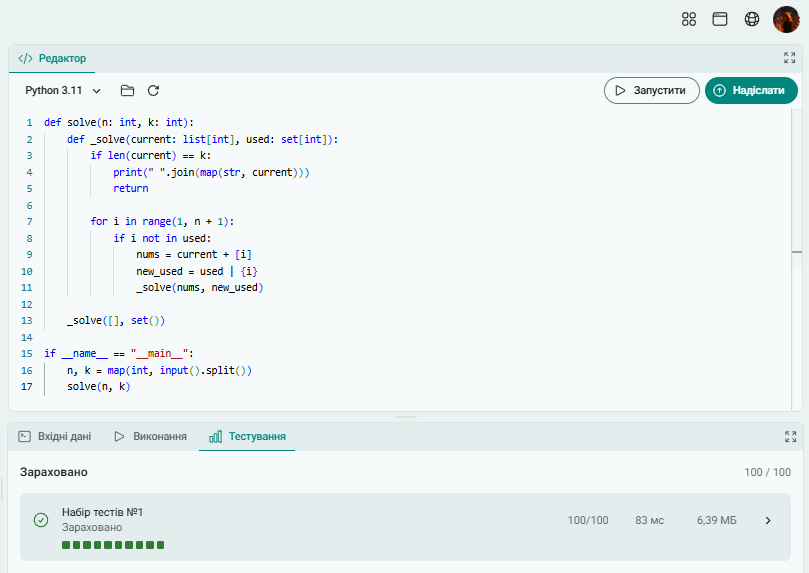 </> Редактор
Python 3.11
Запустити
Надіслати
1 def solve(n: int, k: int):
2     def _solve(current: list[int], used: set[int]):
3         if len(current) == k:
4             print(" ".join(map(str, current)))
5             return
6
7         for i in range(1, n + 1):
8             if i not in used:
9                 nums = current + [i]
10                 new_used = used | {i}
11                 _solve(nums, new_used)
12
13     _solve([], set())
14
15 if __name__ == "__main__":
16     n, k = map(int, input().split())
17     solve(n, k)
Вхідні дані
Виконання
Тестування
Зараховано
100 / 100
Набір тестів №1
Зараховано
100/100
83 мс
6,39 МБ